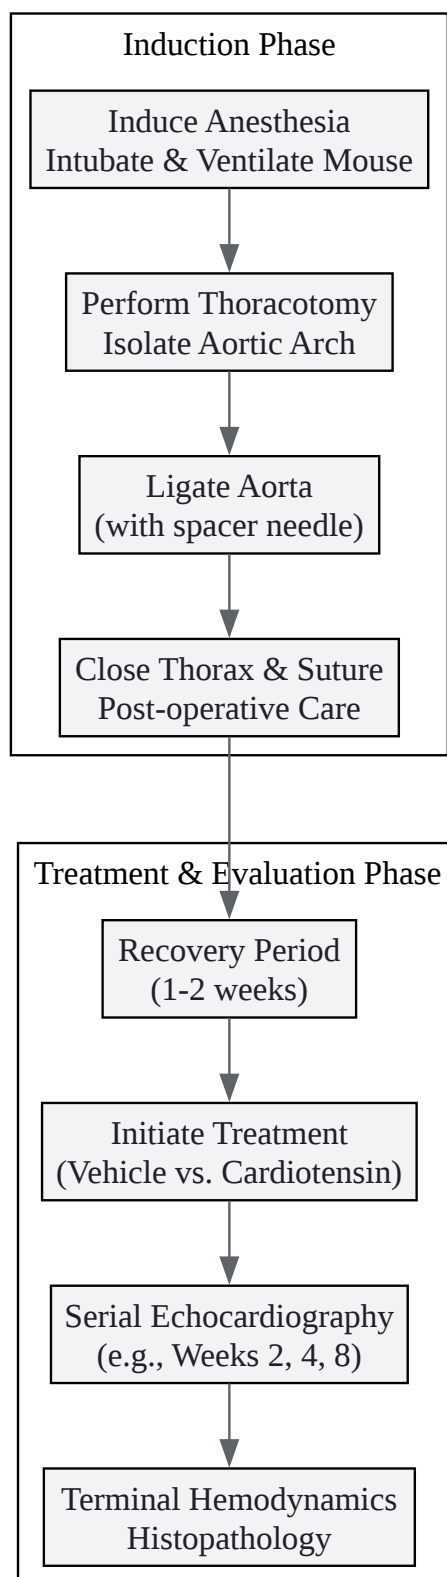 Induction Phase
Induce Anesthesia
Intubate & Ventilate Mouse
Perform Thoracotomy
Isolate Aortic Arch
Ligate Aorta
(with spacer needle)
Close Thorax & Suture
Post-operative Care
Treatment & Evaluation Phase
Recovery Period
(1-2 weeks)
Initiate Treatment
(Vehicle vs. Cardiotensin)
Serial Echocardiography
(e.g., Weeks 2, 4, 8)
Terminal Hemodynamics
Histopathology